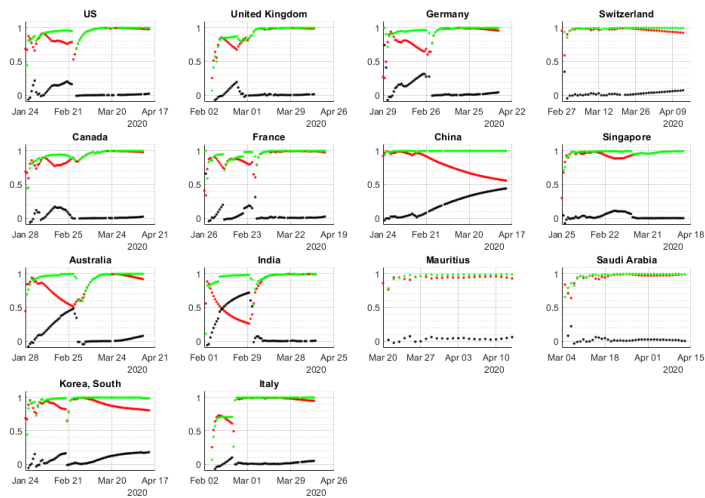 US
1
0.5
0
Jan 24 Feb 21 Mar 20 Apr 17
2020
United Kingdom
1
0.5
0
Feb 02 Mar 01 Mar 29 Apr 26
2020
Germany
1
0.5
0
Jan 29 Feb 26 Mar 25 Apr 22
2020
Switzerland
1
0.5
0
Feb 27 Mar 12 Mar 26 Apr 09
2020
Canada
1
0.5
0
Jan 28 Feb 25 Mar 24 Apr 21
2020
France
1
0.5
0
Jan 26 Feb 23 Mar 22 Apr 19
2020
China
1
0.5
0
Jan 24 Feb 21 Mar 20 Apr 17
2020
Singapore
1
0.5
0
Jan 25 Feb 22 Mar 21 Apr 18
2020
Australia
1
0.5
0
Jan 28 Feb 25 Mar 24 Apr 21
2020
India
1
0.5
0
Feb 01 Feb 29 Mar 28 Apr 25
2020
Mauritius
1
0.5
0
Mar 20 Mar 27 Apr 03 Apr 10
2020
Saudi Arabia
1
0.5
0
Mar 04 Mar 18 Apr 01 Apr 15
2020
Korea, South
1
0.5
0
Jan 24 Feb 21 Mar 20 Apr 17
2020
Italy
1
0.5
0
Feb 02 Mar 01 Mar 29 Apr 26
2020